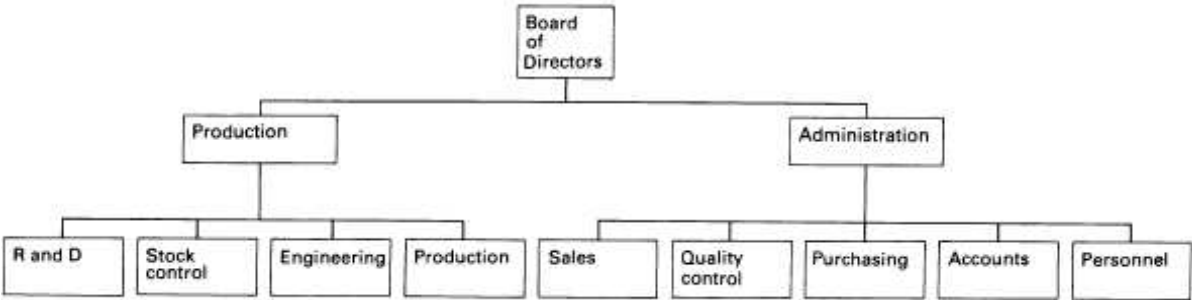 Board
of
Directors
Production
Administration
R and D
Stock
control
Engineering
Production
Sales
Quality
control
Purchasing
Accounts
Personnel